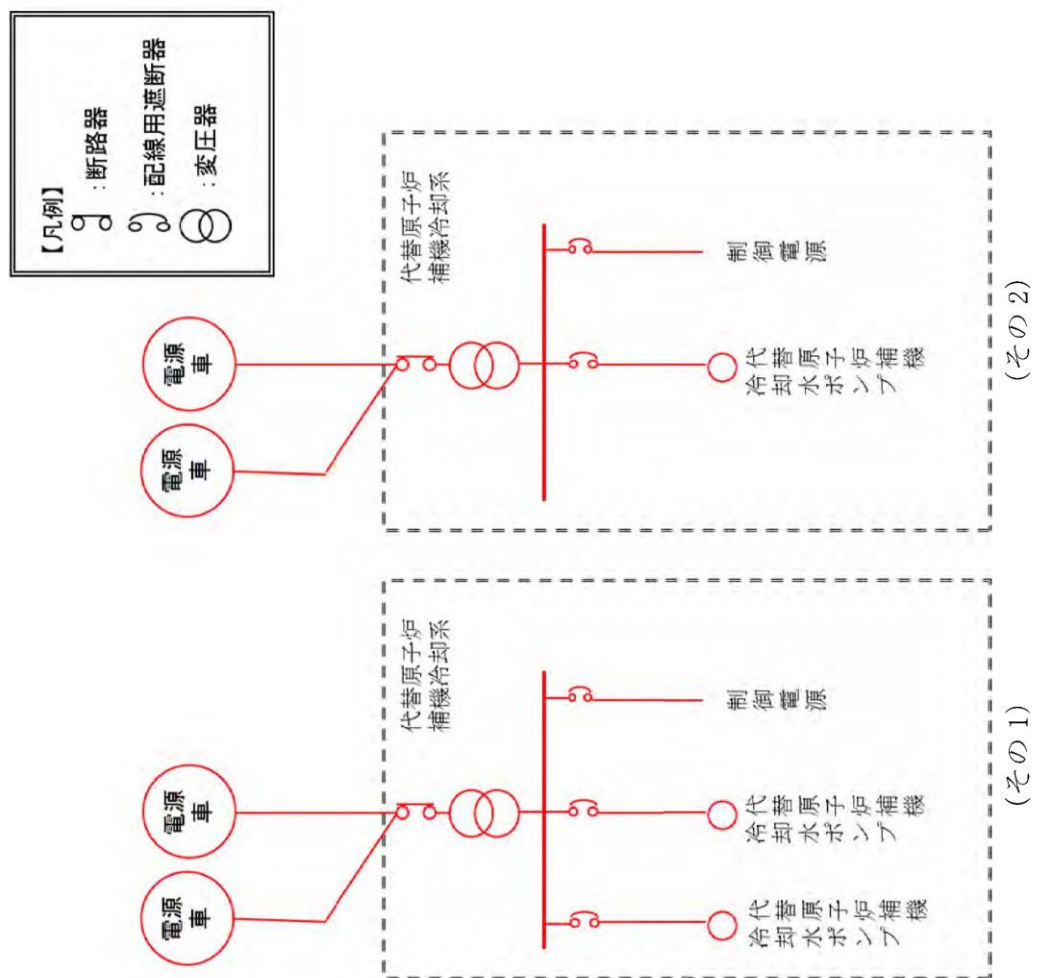 【凡例】
:断路器
:配線用遮断器
:変圧器
電源
車
電源
車
代替原子炉
補機冷却系
代替原子炉補機
冷却水ポンプ
代替原子炉補機
冷却水ポンプ
制御電源
(その1)
電源
車
電源
車
代替原子炉
補機冷却系
代替原子炉補機
冷却水ポンプ
制御電源
(その2)